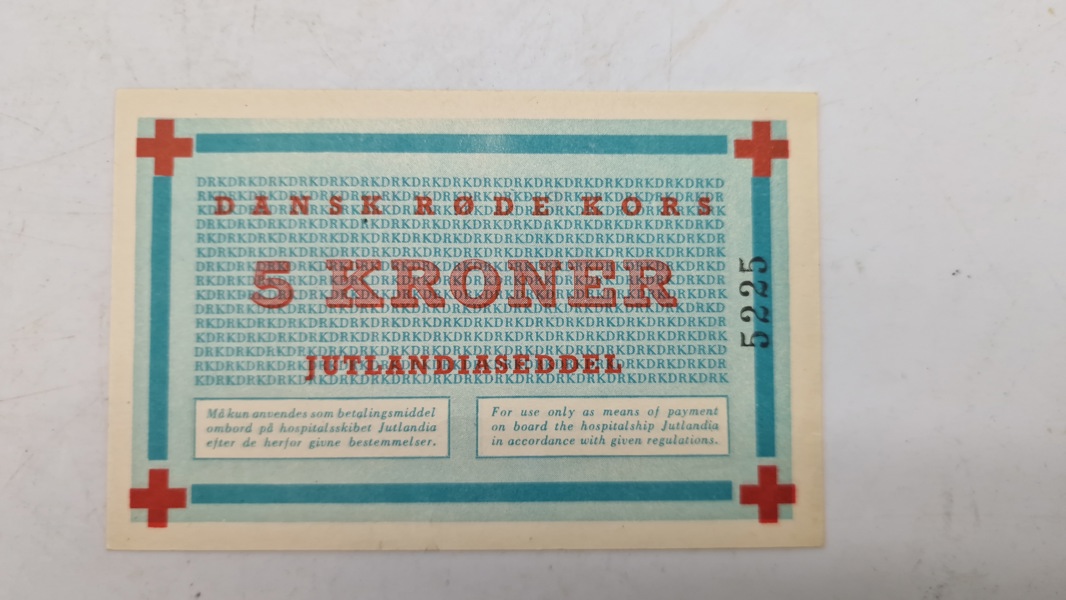 DANSK RØDE KORS
5 KRONER
JUTLANDIASEDDEL
5225
Må kun anvendes som betalingsmiddel
ombord på hospitalsskibet Jutlandia
efter de herfor givne bestemmelser.
For use only as means of payment
on board the hospitalship Jutlandia
in accordance with given regulations.